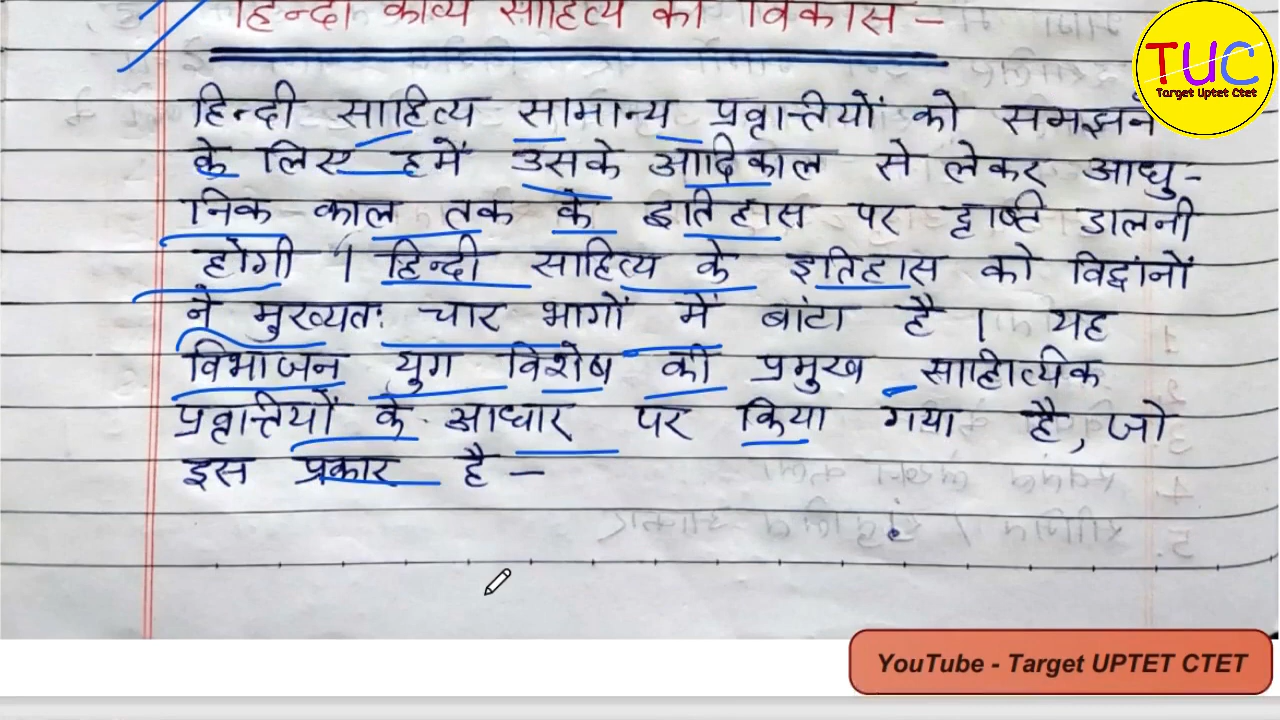 हिन्दी काव्य साहित्य का विकास -
TUC
Target Uptet Ctet
हिन्दी साहित्य सामान्य प्रवृत्तियों को समझने
के लिए हमें उसके आदिकाल से लेकर आधु-
निक काल तक के इतिहास पर दृष्टि डालनी
होगी । हिन्दी साहित्य के इतिहास को विद्वानों
ने मुख्यतः चार भागों में बांटा है । यह
विभाजन युग विशेष की प्रमुख साहित्यिक
प्रवृत्तियों के आधार पर किया गया है, जो
इस प्रकार है -
YouTube - Target UPTET CTET